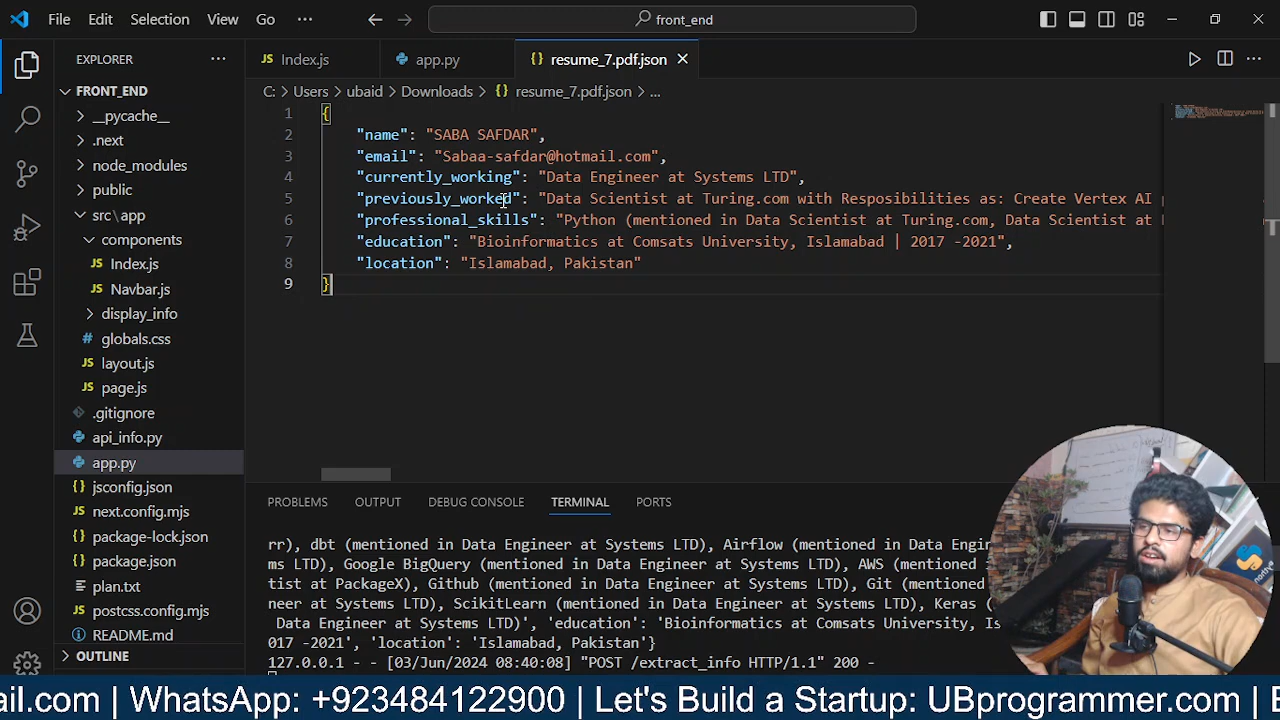 File Edit Selection View Go ··· front_end
EXPLORER ···
FRONT_END
__pycache__
.next
node_modules
public
src\app
components
JS Index.js
JS Navbar.js
display_info
# globals.css
JS layout.js
JS page.js
.gitignore
api_info.py
app.py
{} jsconfig.json
JS next.config.mjs
{} package-lock.json
{} package.json
plan.txt
JS postcss.config.mjs
README.md
OUTLINE
JS Index.js app.py {} resume_7.pdf.json
C: > Users > ubaid > Downloads > {} resume_7.pdf.json > ...
1 {
2 "name": "SABA SAFDAR",
3 "email": "Sabaa-safdar@hotmail.com",
4 "currently_working": "Data Engineer at Systems LTD",
5 "previously_worked": "Data Scientist at Turing.com with Resposibilities as: Create Vertex AI
6 "professional_skills": "Python (mentioned in Data Scientist at Turing.com, Data Scientist at
7 "education": "Bioinformatics at Comsats University, Islamabad | 2017 -2021",
8 "location": "Islamabad, Pakistan"
9 }
PROBLEMS OUTPUT DEBUG CONSOLE TERMINAL PORTS
rr), dbt (mentioned in Data Engineer at Systems LTD), Airflow (mentioned in Data Engin
ms LTD), Google BigQuery (mentioned in Data Engineer at Systems LTD), AWS (mentioned i
tist at PackageX), Github (mentioned in Data Engineer at Systems LTD), Git (mentioned
neer at Systems LTD), ScikitLearn (mentioned in Data Engineer at Systems LTD), Keras (
Data Engineer at Systems LTD)', 'education': 'Bioinformatics at Comsats University, Is
017 -2021', 'location': 'Islamabad, Pakistan'}
127.0.0.1 - - [03/Jun/2024 08:40:08] "POST /extract_info HTTP/1.1" 200 -
ail.com | WhatsApp: +923484122900 | Let's Build a Startup: UBprogrammer.com | E